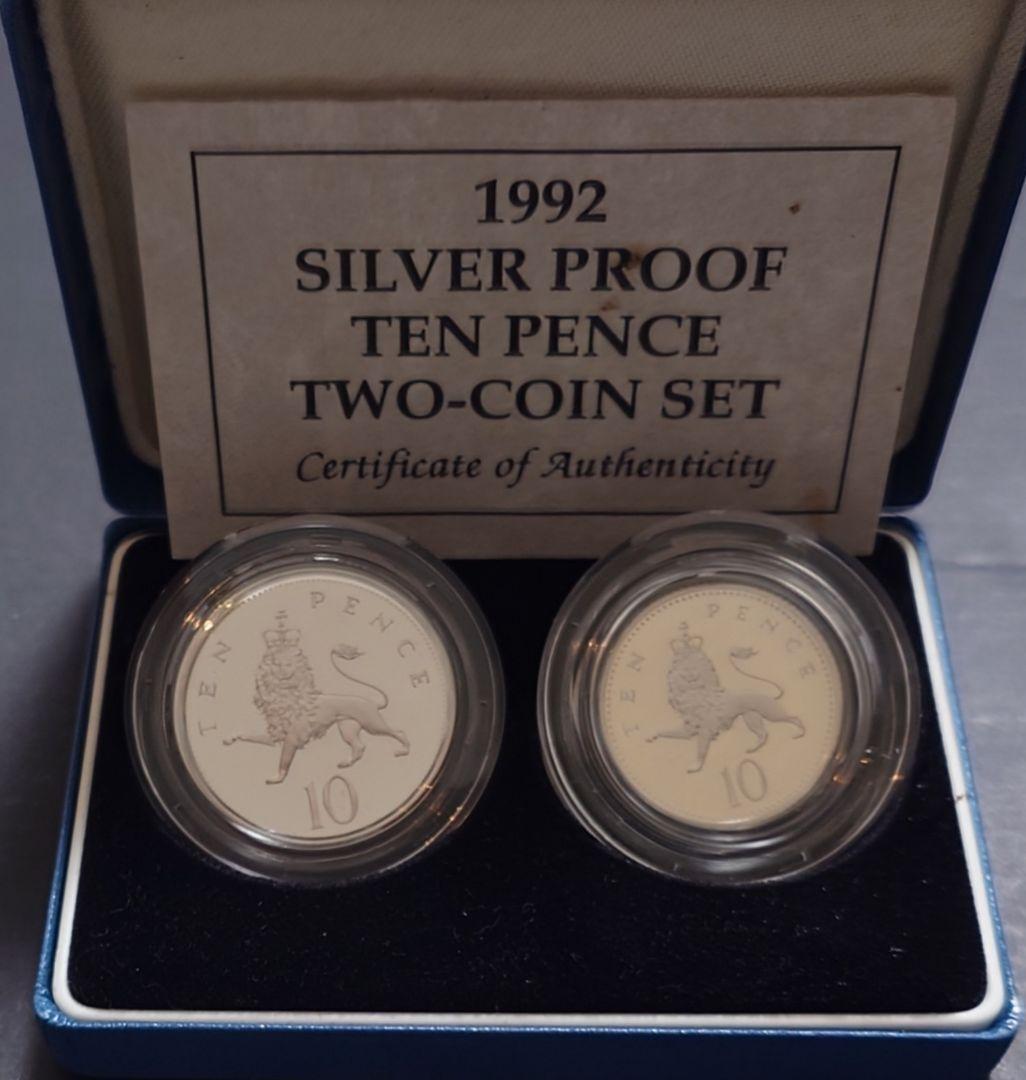 1992
SILVER PROOF
TEN PENCE
TWO-COIN SET
Certificate of Authenticity
TEN PENCE
10
TEN PENCE
10